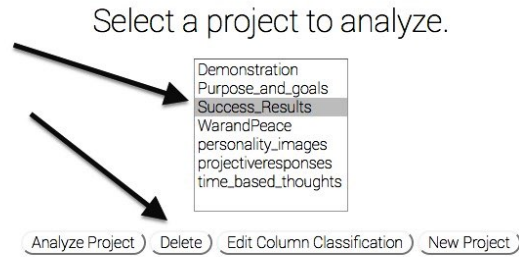 Select a project to analyze.
Demonstration
Purpose_and_goals
Success_Results
WarandPeace
personality_images
projectiveresponses
time_based_thoughts
Analyze Project Delete Edit Column Classification New Project